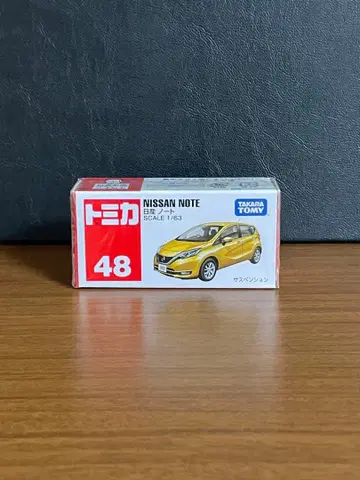 トミカ
48
NISSAN NOTE
日産 ノート
SCALE 1/63
TAKARA
TOMY
サスペンション